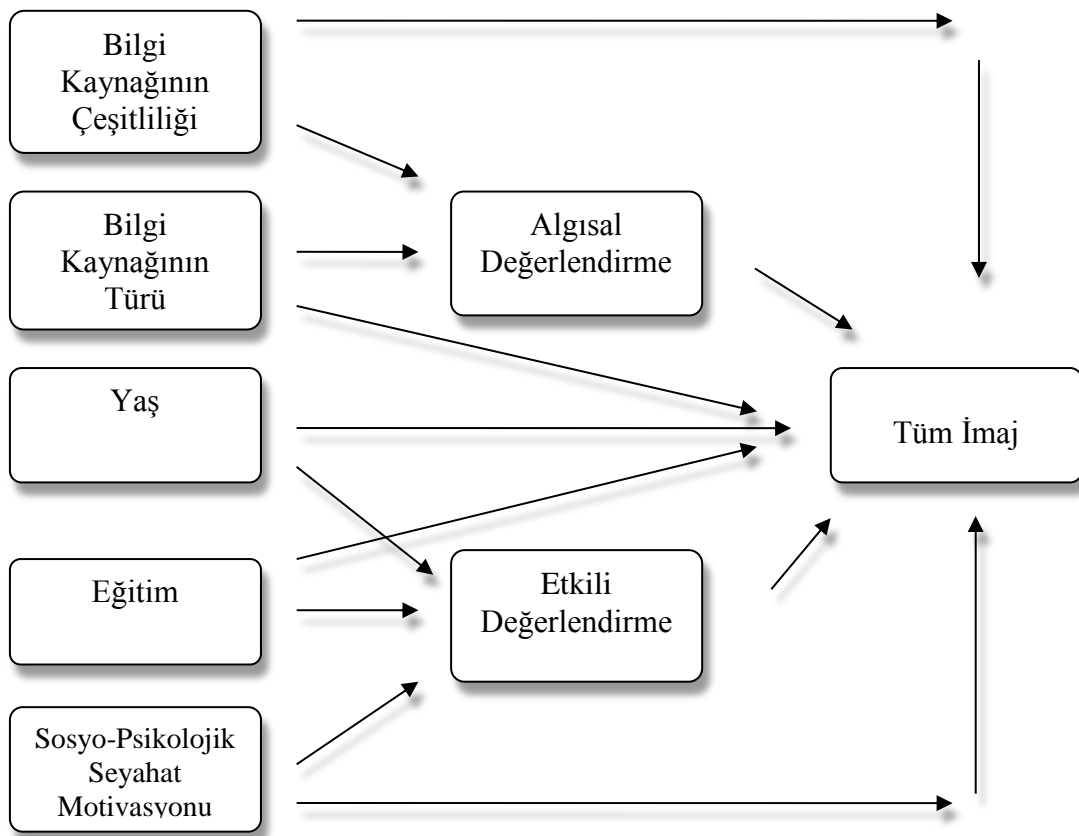 Bilgi
Kaynağının
Çeşitliliği
Bilgi
Kaynağının
Türü
Algısal
Değerlendirme
Yaş
Tüm İmaj
Eğitim
Etkili
Değerlendirme
Sosyo-Psikolojik
Seyahat
Motivasyonu